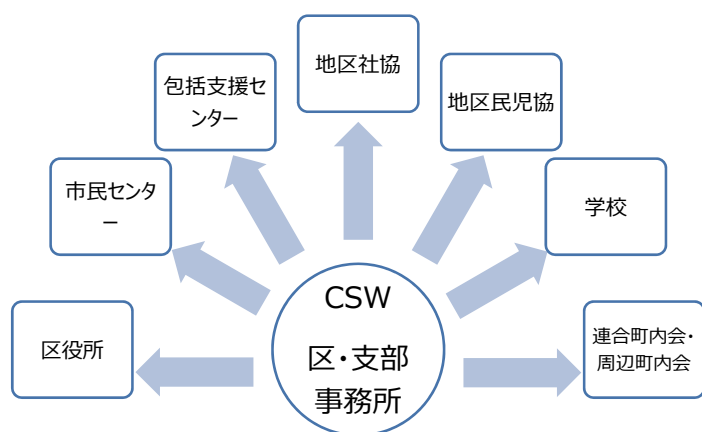 地区社協
包括支援セ
ンター
地区民児協
市民センタ
ー
学校
CSW
区・支部
事務所
区役所
連合町内会・
周辺町内会